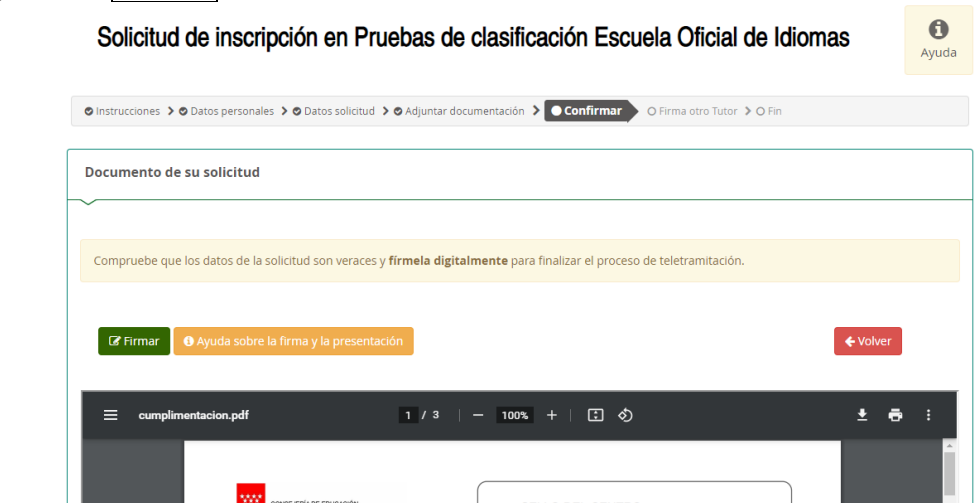 Solicitud de inscripción en Pruebas de clasificación Escuela Oficial de Idiomas
Ayuda
Instrucciones > Datos personales > Datos solicitud > Adjuntar documentación > Confirmar Firma otro Tutor > Fin
Documento de su solicitud
Compruebe que los datos de la solicitud son veraces y fírmela digitalmente para finalizar el proceso de teletramitación.
Firmar Ayuda sobre la firma y la presentación Volver
cumplimentacion.pdf 1 / 3 | − 100% + |